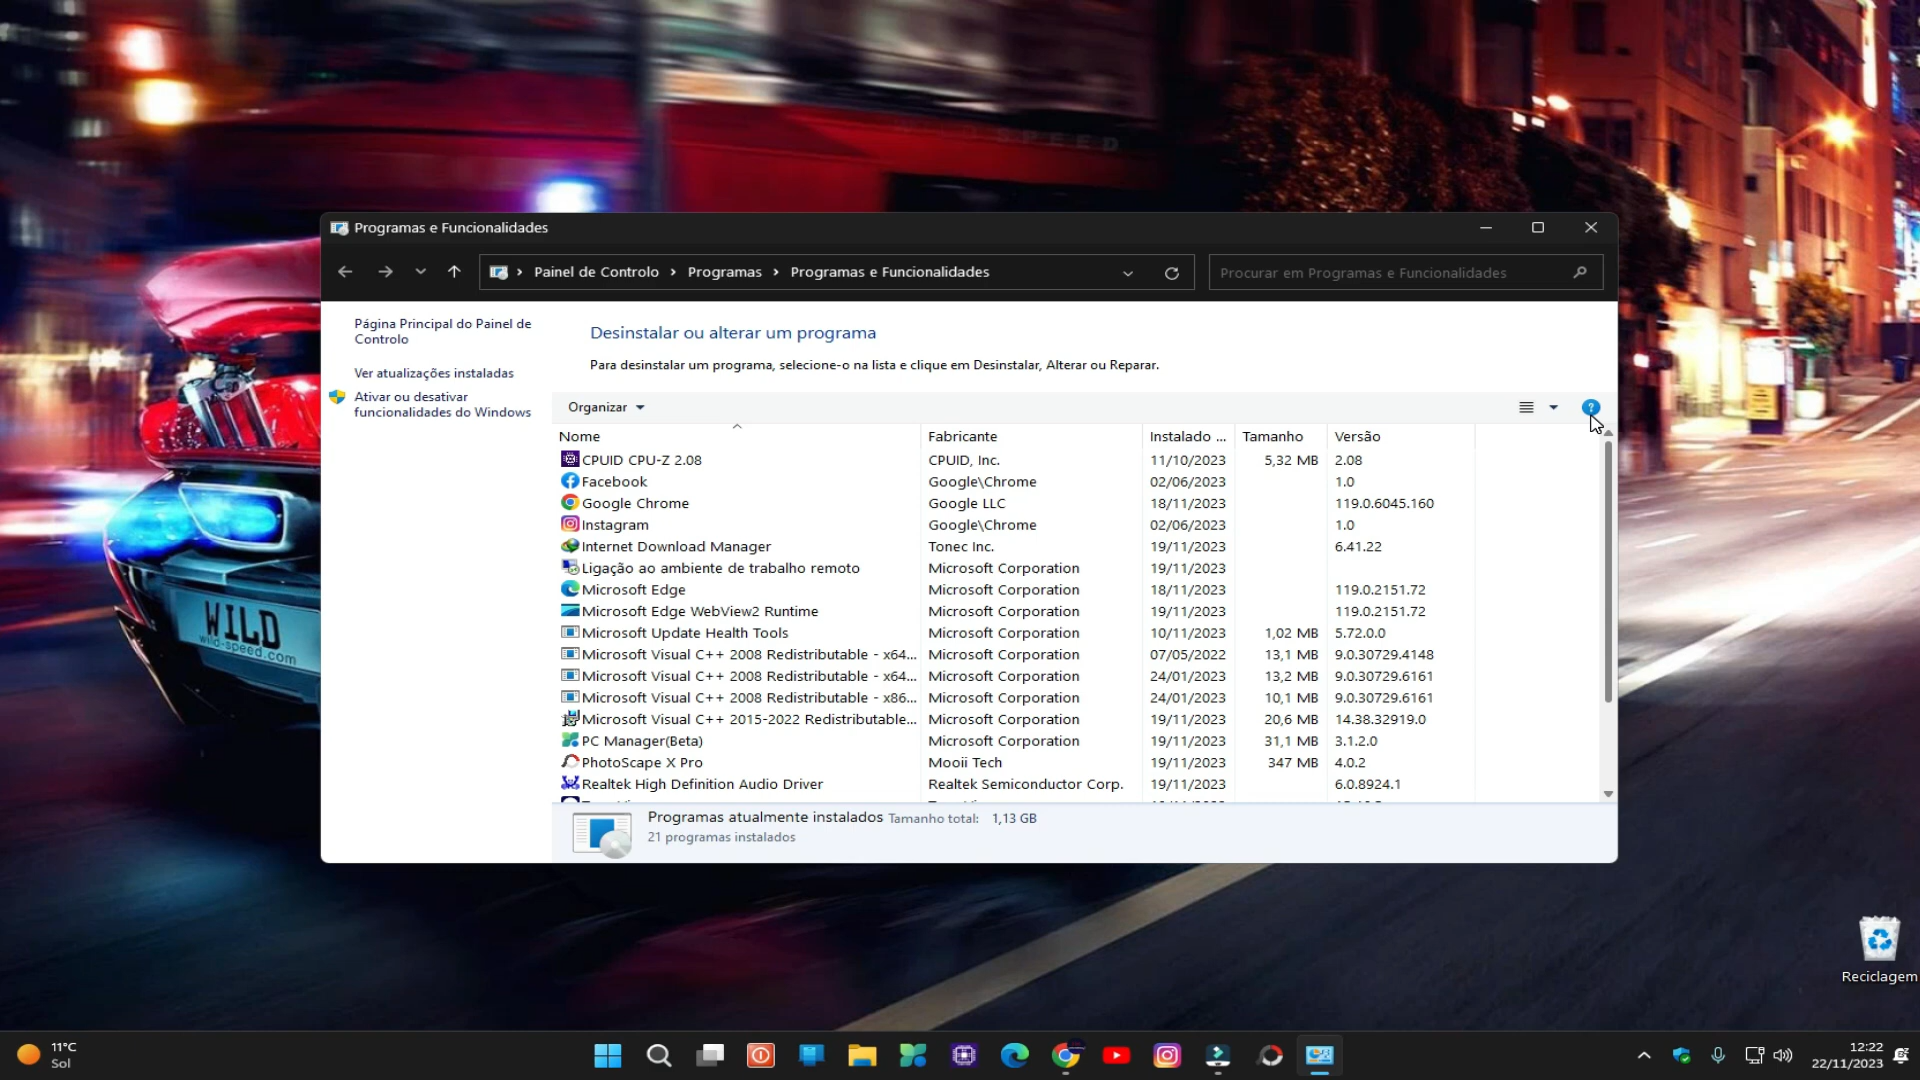 SPEED
Programas e Funcionalidades
Painel de Controlo Programas Programas e Funcionalidades
Procurar em Programas e Funcionalidades
Página Principal do Painel de
Controlo
Ver atualizações instaladas
Ativar ou desativar
funcionalidades do Windows
Desinstalar ou alterar um programa
Para desinstalar um programa, selecione-o na lista e clique em Desinstalar, Alterar ou Reparar.
Organizar
Nome Fabricante Instalado ... Tamanho Versão
CPUID CPU-Z 2.08 CPUID, Inc. 11/10/2023 5,32 MB 2.08
Facebook Google\Chrome 02/06/2023 1.0
Google Chrome Google LLC 18/11/2023 119.0.6045.160
Instagram Google\Chrome 02/06/2023 1.0
Internet Download Manager Tonec Inc. 19/11/2023 6.41.22
Ligação ao ambiente de trabalho remoto Microsoft Corporation 19/11/2023
Microsoft Edge Microsoft Corporation 18/11/2023 119.0.2151.72
Microsoft Edge WebView2 Runtime Microsoft Corporation 19/11/2023 119.0.2151.72
Microsoft Update Health Tools Microsoft Corporation 10/11/2023 1,02 MB 5.72.0.0
Microsoft Visual C++ 2008 Redistributable - x64... Microsoft Corporation 07/05/2022 13,1 MB 9.0.30729.4148
Microsoft Visual C++ 2008 Redistributable - x64... Microsoft Corporation 24/01/2023 13,2 MB 9.0.30729.6161
Microsoft Visual C++ 2008 Redistributable - x86... Microsoft Corporation 24/01/2023 10,1 MB 9.0.30729.6161
Microsoft Visual C++ 2015-2022 Redistributable... Microsoft Corporation 19/11/2023 20,6 MB 14.38.32919.0
PC Manager(Beta) Microsoft Corporation 19/11/2023 31,1 MB 3.1.2.0
PhotoScape X Pro Mooii Tech 19/11/2023 347 MB 4.0.2
Realtek High Definition Audio Driver Realtek Semiconductor Corp. 19/11/2023 6.0.8924.1
Programas atualmente instalados Tamanho total: 1,13 GB
21 programas instalados
WILD
wild-speed.com
Reciclagem
11°C
Sol
12:22
22/11/2023